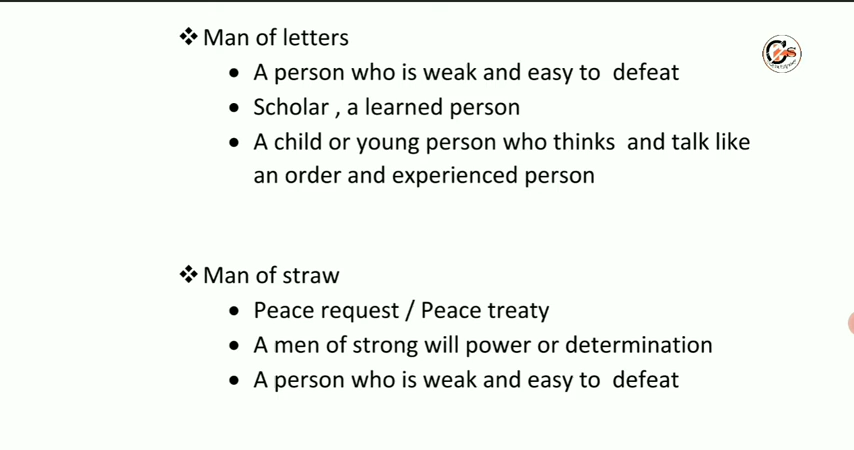 ❖ Man of letters
• A person who is weak and easy to defeat
• Scholar , a learned person
• A child or young person who thinks and talk like
an order and experienced person
❖ Man of straw
• Peace request / Peace treaty
• A men of strong will power or determination
• A person who is weak and easy to defeat